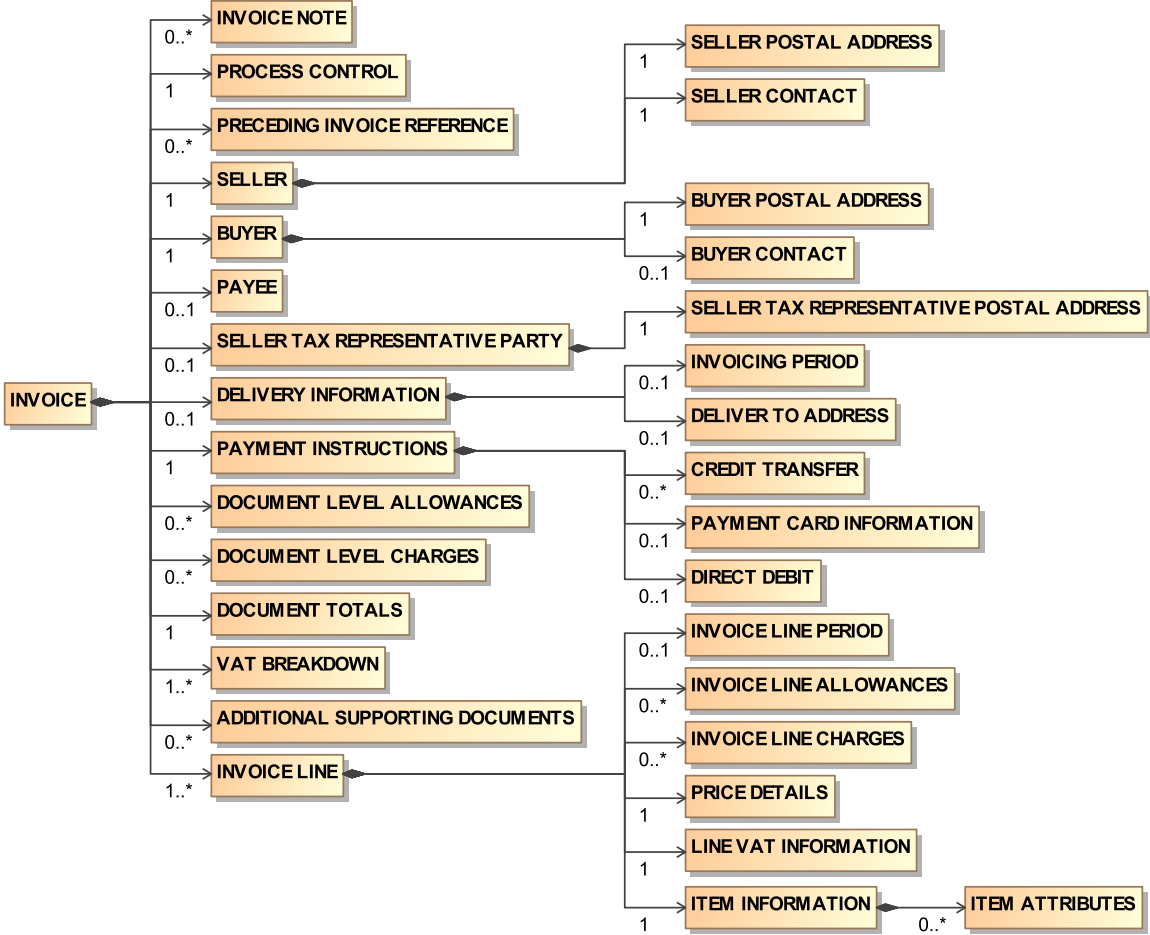 INVOICE
INVOICE NOTE
0..*
PROCESS CONTROL
1
PRECEDING INVOICE REFERENCE
0..*
SELLER
1
BUYER
1
PAYEE
0..1
SELLER TAX REPRESENTATIVE PARTY
0..1
DELIVERY INFORMATION
0..1
PAYMENT INSTRUCTIONS
1
DOCUMENT LEVEL ALLOWANCES
0..*
DOCUMENT LEVEL CHARGES
0..*
DOCUMENT TOTALS
1
VAT BREAKDOWN
1..*
ADDITIONAL SUPPORTING DOCUMENTS
0..*
INVOICE LINE
1..*
SELLER POSTAL ADDRESS
1
SELLER CONTACT
1
BUYER POSTAL ADDRESS
1
BUYER CONTACT
0..1
SELLER TAX REPRESENTATIVE POSTAL ADDRESS
1
INVOICING PERIOD
0..1
DELIVER TO ADDRESS
0..1
CREDIT TRANSFER
0..*
PAYMENT CARD INFORMATION
0..1
DIRECT DEBIT
0..1
INVOICE LINE PERIOD
0..1
INVOICE LINE ALLOWANCES
0..*
INVOICE LINE CHARGES
0..*
PRICE DETAILS
1
LINE VAT INFORMATION
1
ITEM INFORMATION
1
ITEM ATTRIBUTES
0..*